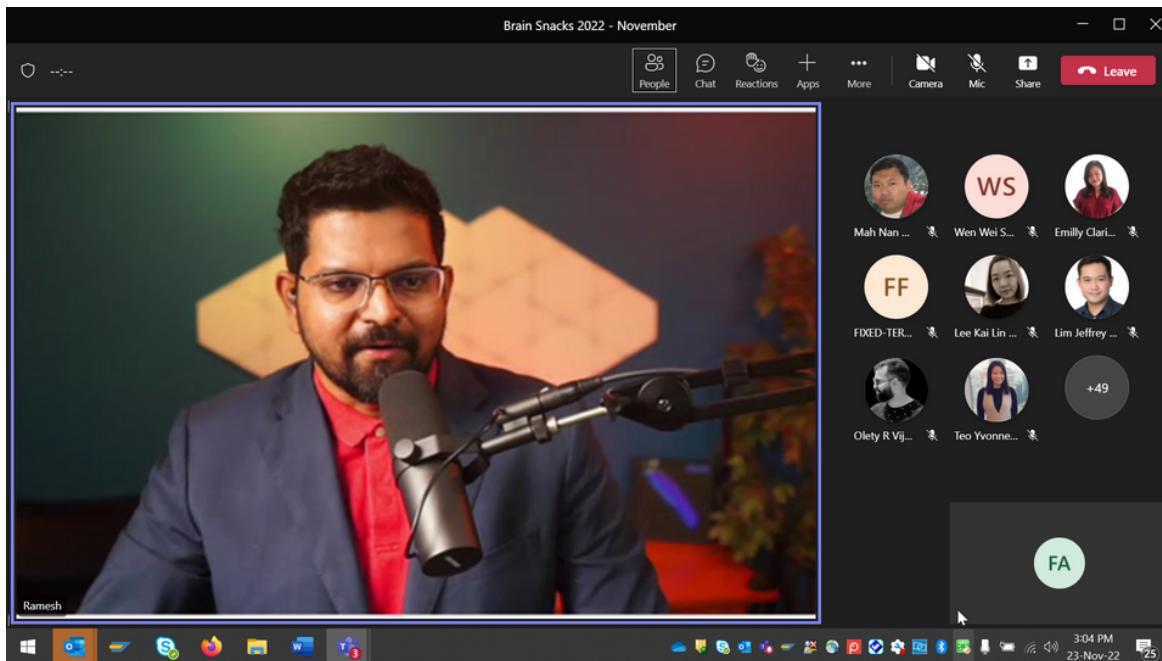 Brain Snacks 2022 - November
--:--
People
Chat
Reactions
Apps
More
Camera
Mic
Share
Leave
Mah Nan ...
WS
Wen Wei S...
Emilly Clari...
FF
FIXED-TER...
Lee Kai Lin ...
Lim Jeffrey ...
Olety R Vij...
Teo Yvonne...
+49
FA
Ramesh
3
3:04 PM
23-Nov-22
25